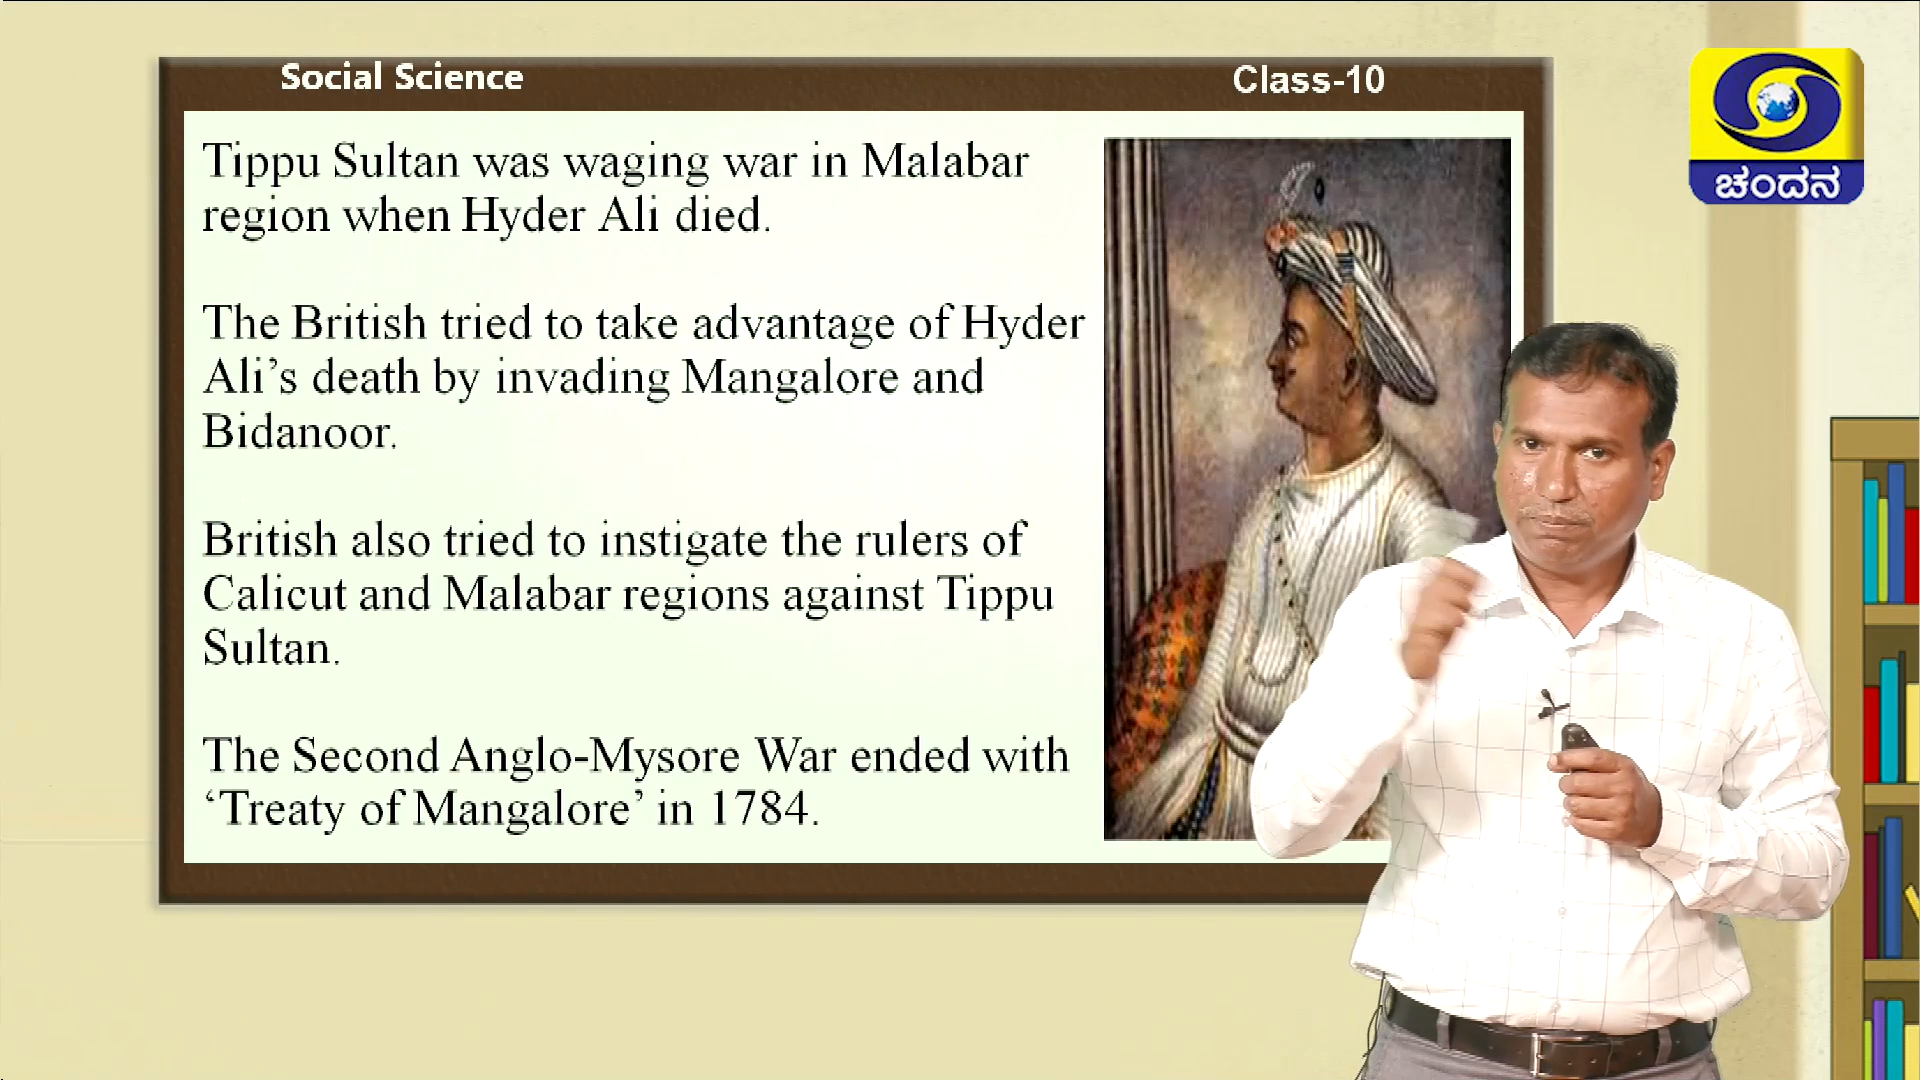 Social Science
Class-10
Tippu Sultan was waging war in Malabar
region when Hyder Ali died.
The British tried to take advantage of Hyder
Ali’s death by invading Mangalore and
Bidanoor.
British also tried to instigate the rulers of
Calicut and Malabar regions against Tippu
Sultan.
The Second Anglo-Mysore War ended with
‘Treaty of Mangalore’ in 1784.
ಚಂದನ